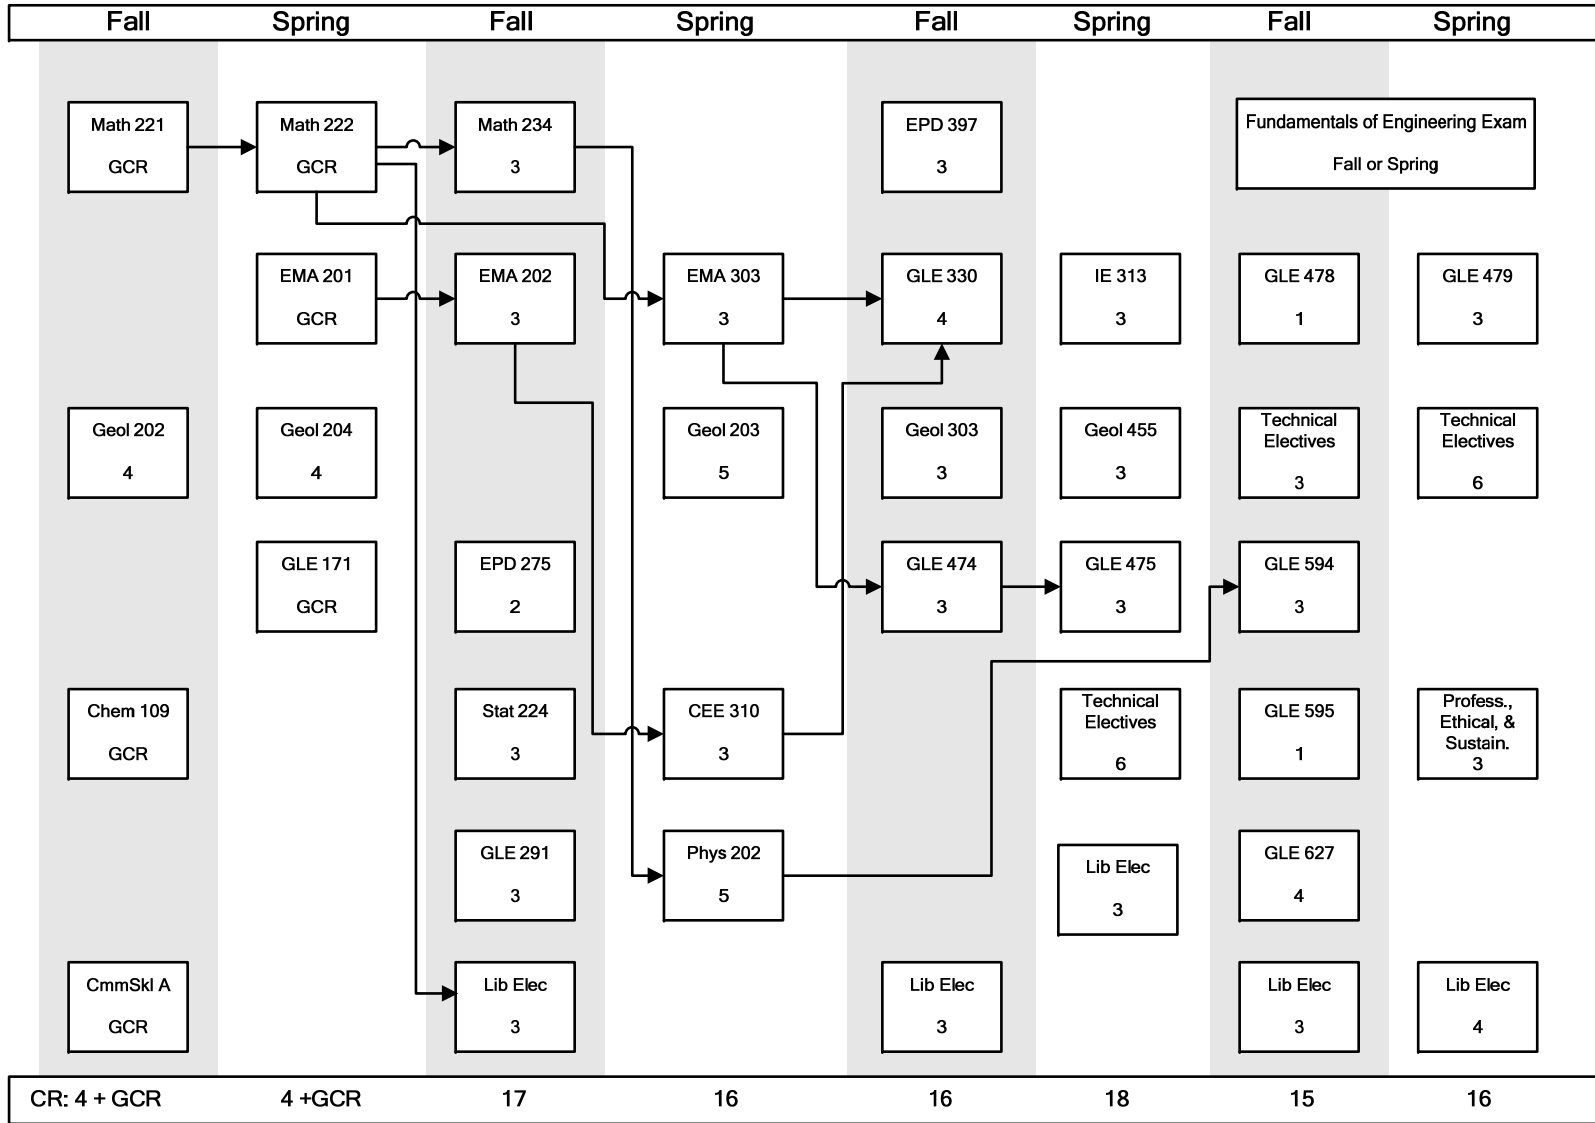 Fall Spring Fall Spring Fall Spring Fall Spring
Math 221
GCR
Math 222
GCR
Math 234
3
EPD 397
3
Fundamentals of Engineering Exam
Fall or Spring
EMA 201
GCR
EMA 202
3
EMA 303
3
GLE 330
4
IE 313
3
GLE 478
1
GLE 479
3
Geol 202
4
Geol 204
4
Geol 203
5
Geol 303
3
Geol 455
3
Technical
Electives
3
Technical
Electives
6
GLE 171
GCR
EPD 275
2
GLE 474
3
GLE 475
3
GLE 594
3
Chem 109
GCR
Stat 224
3
CEE 310
3
Technical
Electives
6
GLE 595
1
Profess.,
Ethical, &
Sustain.
3
GLE 291
3
Phys 202
5
Lib Elec
3
GLE 627
4
CmmSkl A
GCR
Lib Elec
3
Lib Elec
3
Lib Elec
3
Lib Elec
4
CR: 4 + GCR 4 +GCR 17 16 16 18 15 16